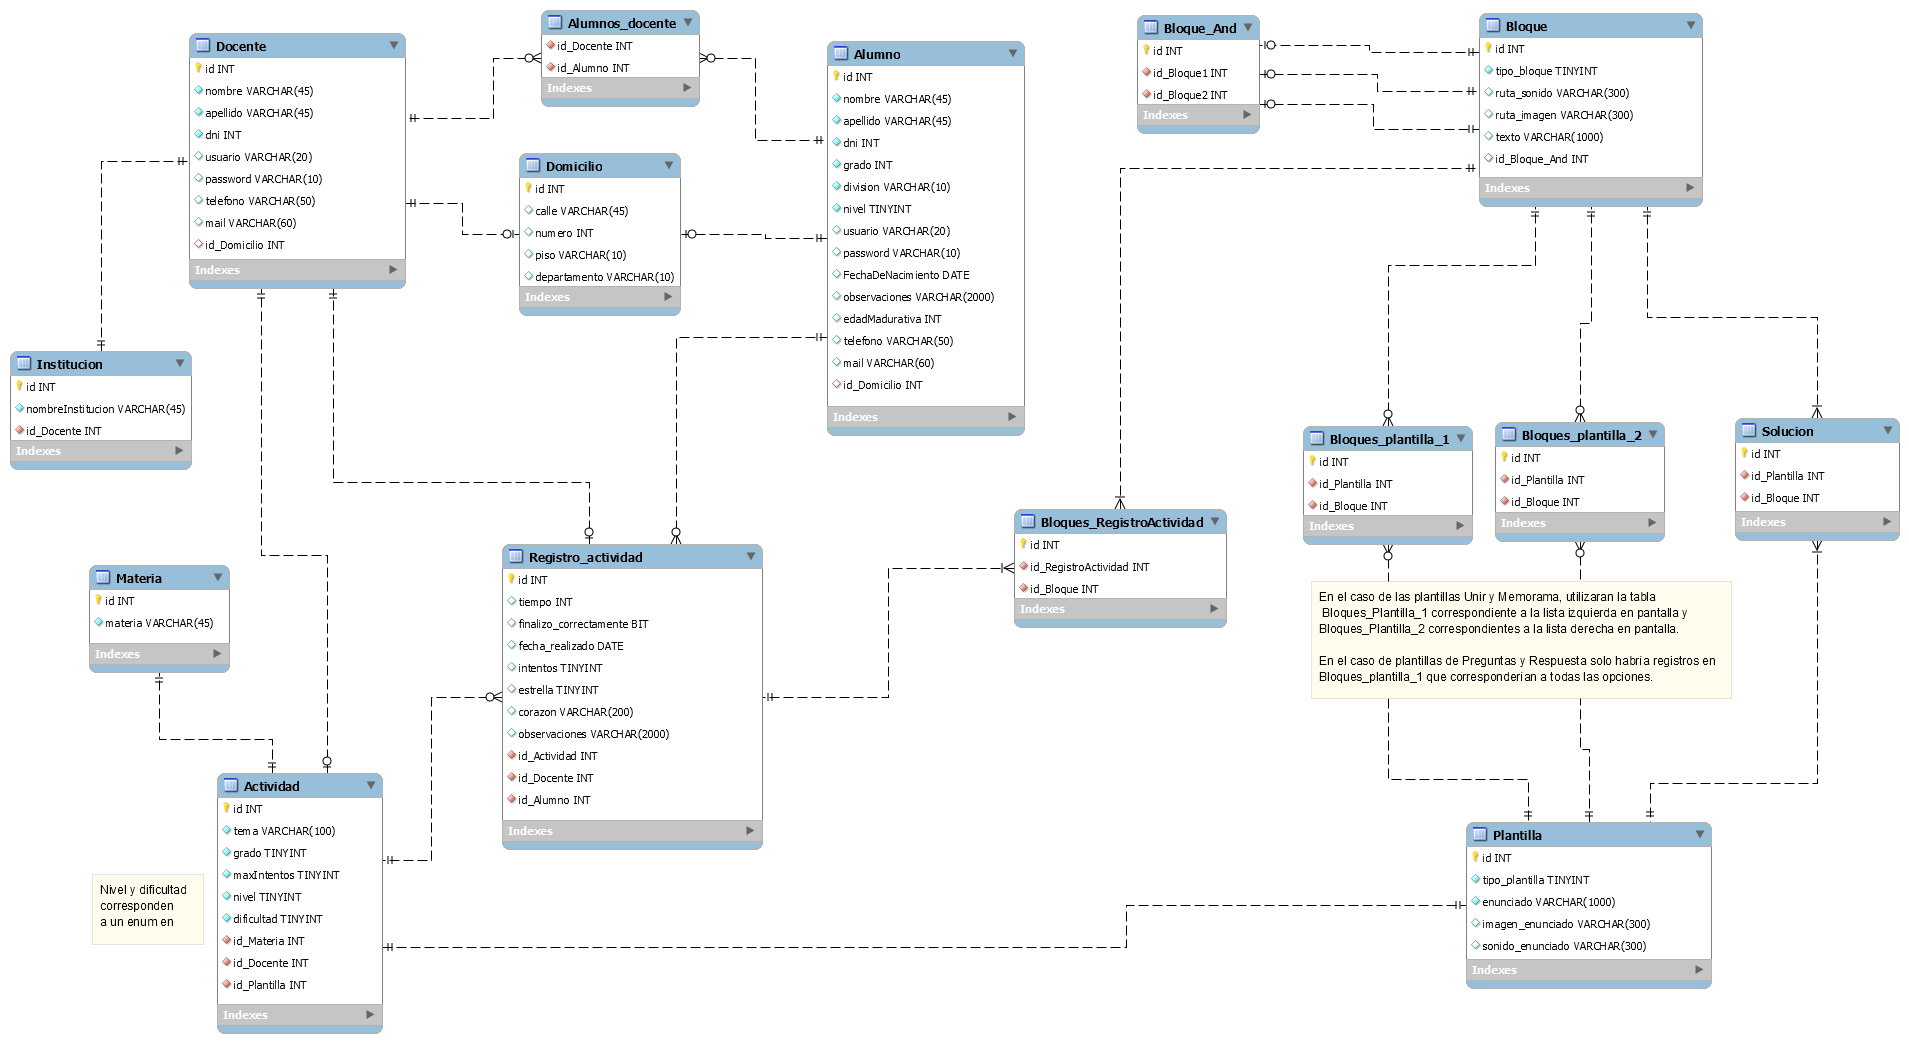 Docente
id INT
nombre VARCHAR(45)
apellido VARCHAR(45)
dni INT
usuario VARCHAR(20)
password VARCHAR(10)
telefono VARCHAR(50)
mail VARCHAR(60)
id_Domicilio INT
Indexes
Alumnos_docente
id_Docente INT
id_Alumno INT
Indexes
Domicilio
id INT
calle VARCHAR(45)
numero INT
piso VARCHAR(10)
departamento VARCHAR(10)
Indexes
Alumno
id INT
nombre VARCHAR(45)
apellido VARCHAR(45)
dni INT
grado INT
division VARCHAR(10)
nivel TINYINT
usuario VARCHAR(20)
password VARCHAR(10)
FechaDeNacimiento DATE
observaciones VARCHAR(2000)
edadMadurativa INT
telefono VARCHAR(50)
mail VARCHAR(60)
id_Domicilio INT
Indexes
Bloque_And
id INT
id_Bloque1 INT
id_Bloque2 INT
Indexes
Bloque
id INT
tipo_bloque TINYINT
ruta_sonido VARCHAR(300)
ruta_imagen VARCHAR(300)
texto VARCHAR(1000)
id_Bloque_And INT
Indexes
Institucion
id INT
nombreInstitucion VARCHAR(45)
id_Docente INT
Indexes
Bloques_plantilla_1
id INT
id_Plantilla INT
id_Bloque INT
Indexes
Bloques_plantilla_2
id INT
id_Plantilla INT
id_Bloque INT
Indexes
Solucion
id INT
id_Plantilla INT
id_Bloque INT
Indexes
Bloques_RegistroActividad
id INT
id_RegistroActividad INT
id_Bloque INT
Indexes
Registro_actividad
id INT
tiempo INT
finalizo_correctamente BIT
fecha_realizado DATE
intentos TINYINT
estrella TINYINT
corazon VARCHAR(200)
observaciones VARCHAR(2000)
id_Actividad INT
id_Docente INT
id_Alumno INT
Indexes
Materia
id INT
materia VARCHAR(45)
Indexes
En el caso de las plantillas Unir y Memorama, utilizaran la tabla
Bloques_Plantilla_1 correspondiente a la lista izquierda en pantalla y
Bloques_Plantilla_2 correspondientes a la lista derecha en pantalla.
En el caso de plantillas de Preguntas y Respuesta solo habría registros en
Bloques_plantilla_1 que corresponderían a todas las opciones.
Actividad
id INT
tema VARCHAR(100)
grado TINYINT
maxIntentos TINYINT
nivel TINYINT
dificultad TINYINT
id_Materia INT
id_Docente INT
id_Plantilla INT
Indexes
Nivel y dificultad
corresponden
a un enum en
Plantilla
id INT
tipo_plantilla TINYINT
enunciado VARCHAR(1000)
imagen_enunciado VARCHAR(300)
sonido_enunciado VARCHAR(300)
Indexes